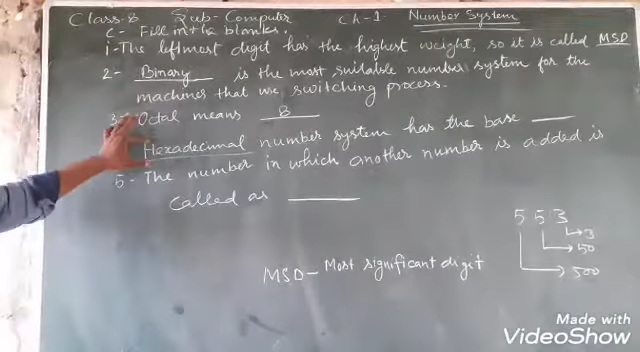 Class-8 Sub-Computer Ch-1 Number System
C- Fill in the blanks.
1- The leftmost digit has the highest weight, so it is called MSD
2- Binary is the most suitable number system for the
machines that use switching process.
3- Octal means 8
Hexadecimal number system has the base ____
5- The number in which another number is added is
called as ____
553
3
50
500
MSD- Most significant digit
Made with
VideoShow